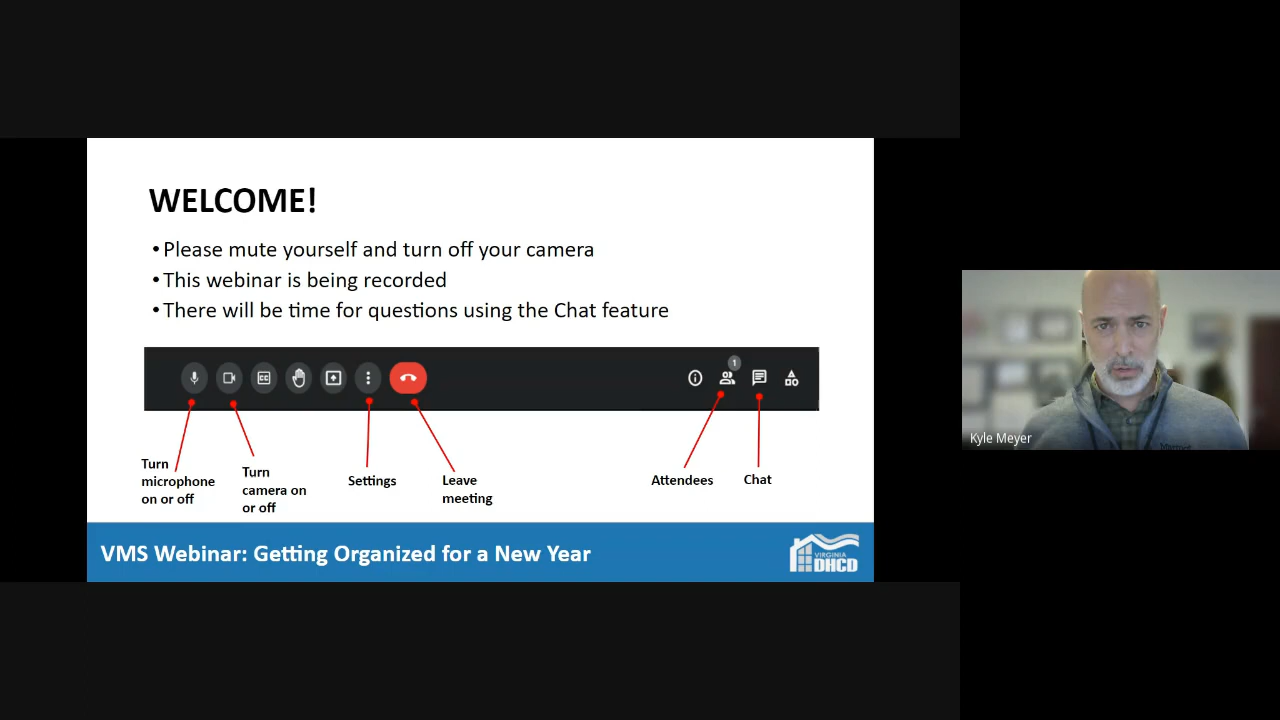 WELCOME!
•Please mute yourself and turn off your camera
•This webinar is being recorded
•There will be time for questions using the Chat feature
1
CC
Turn
microphone
on or off
Turn
camera on
or off
Settings
Leave
meeting
Attendees
Chat
VMS Webinar: Getting Organized for a New Year
VIRGINIA
DHCD
Kyle Meyer